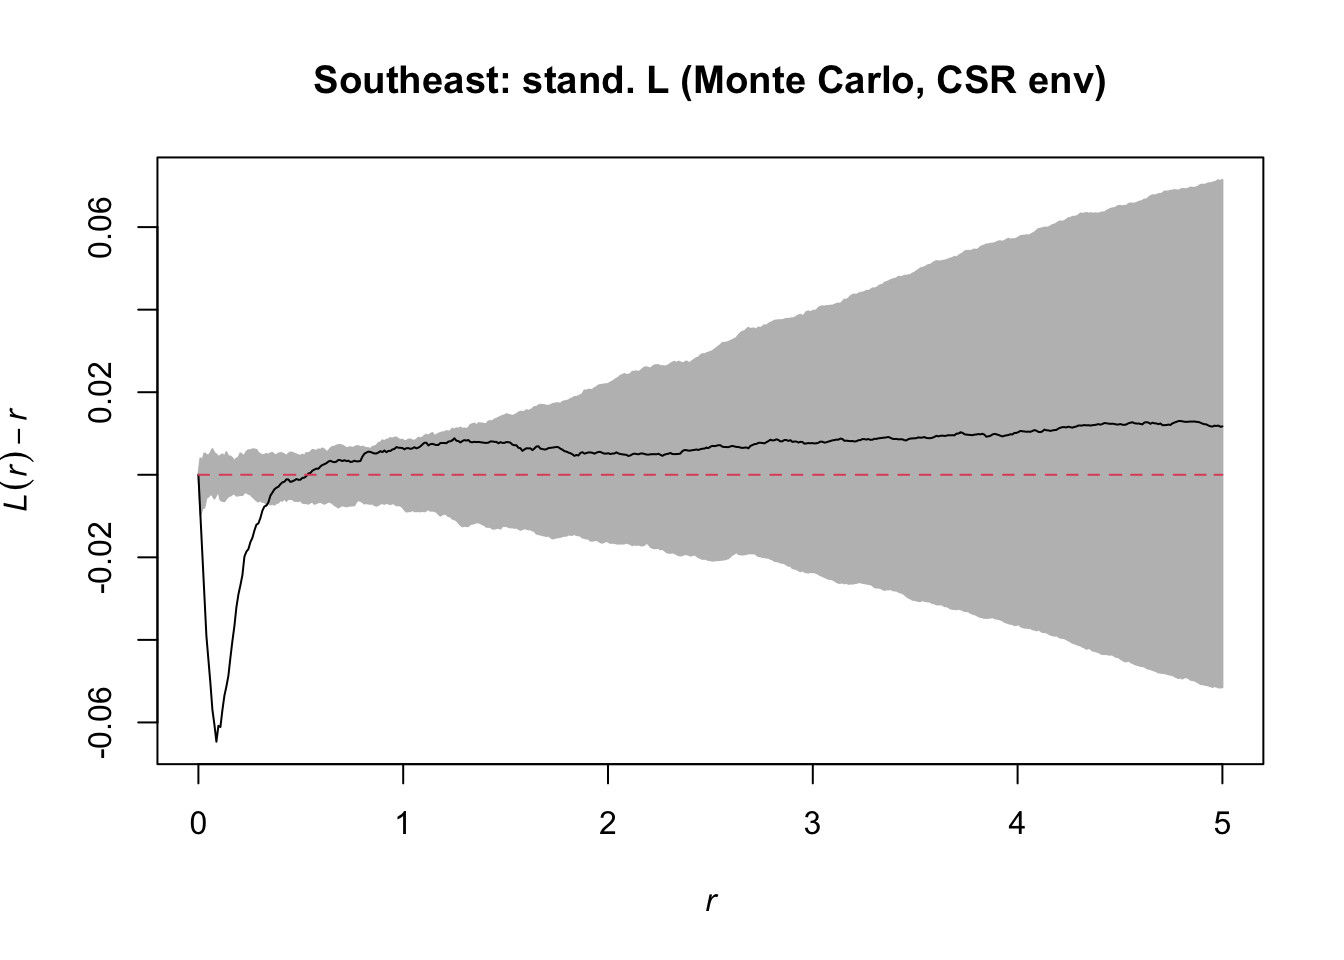 Southeast: stand. L (Monte Carlo, CSR env)
L(r) − r
0.06
0.02
-0.02
-0.06
0 1 2 3 4 5
r